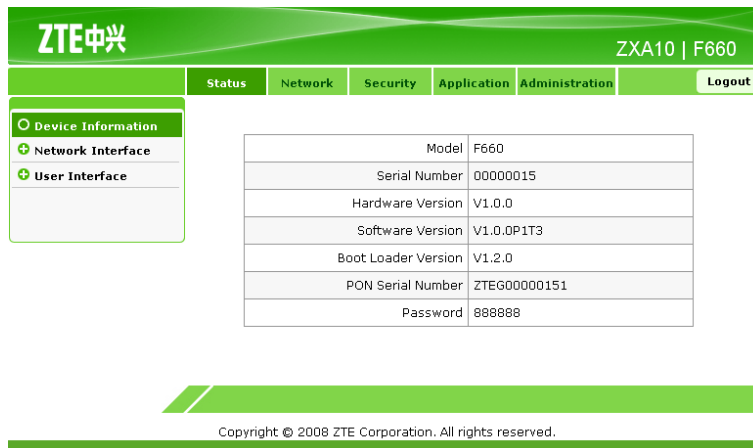 ZTE中兴
ZXA10 | F660
Status Network Security Application Administration Logout
Device Information
Network Interface
User Interface
Model F660
Serial Number 00000015
Hardware Version V1.0.0
Software Version V1.0.0P1T3
Boot Loader Version V1.2.0
PON Serial Number ZTEG00000151
Password 888888
Copyright © 2008 ZTE Corporation. All rights reserved.